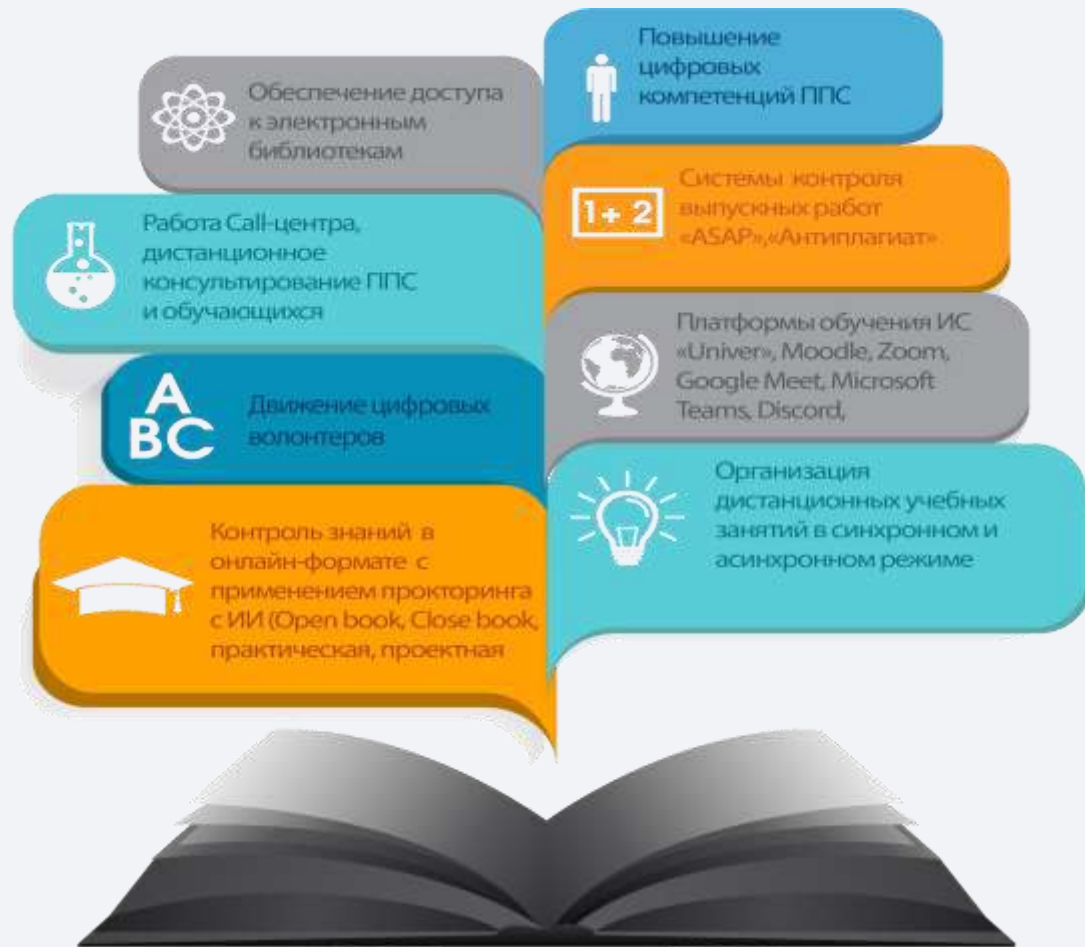 Повышение
цифровых
компетенций ППС
Обеспечение доступа
к электронным
библиотекам
Системы контроля
выпускных работ
«ASAP»,«Антиплагиат»
1+ 2
Работа Call-центра,
дистанционное
консультирование ППС
и обучающихся
Платформы обучения ИС
«Univer», Moodle, Zoom,
Google Meet, Microsoft
Teams, Discord,
A
BC
Движение цифровых
волонтеров
Организация
дистанционных учебных
занятий в синхронном и
асинхронном режиме
Контроль знаний в
онлайн-формате с
применением прокторинга
с ИИ (Open book, Close book,
практическая, проектная